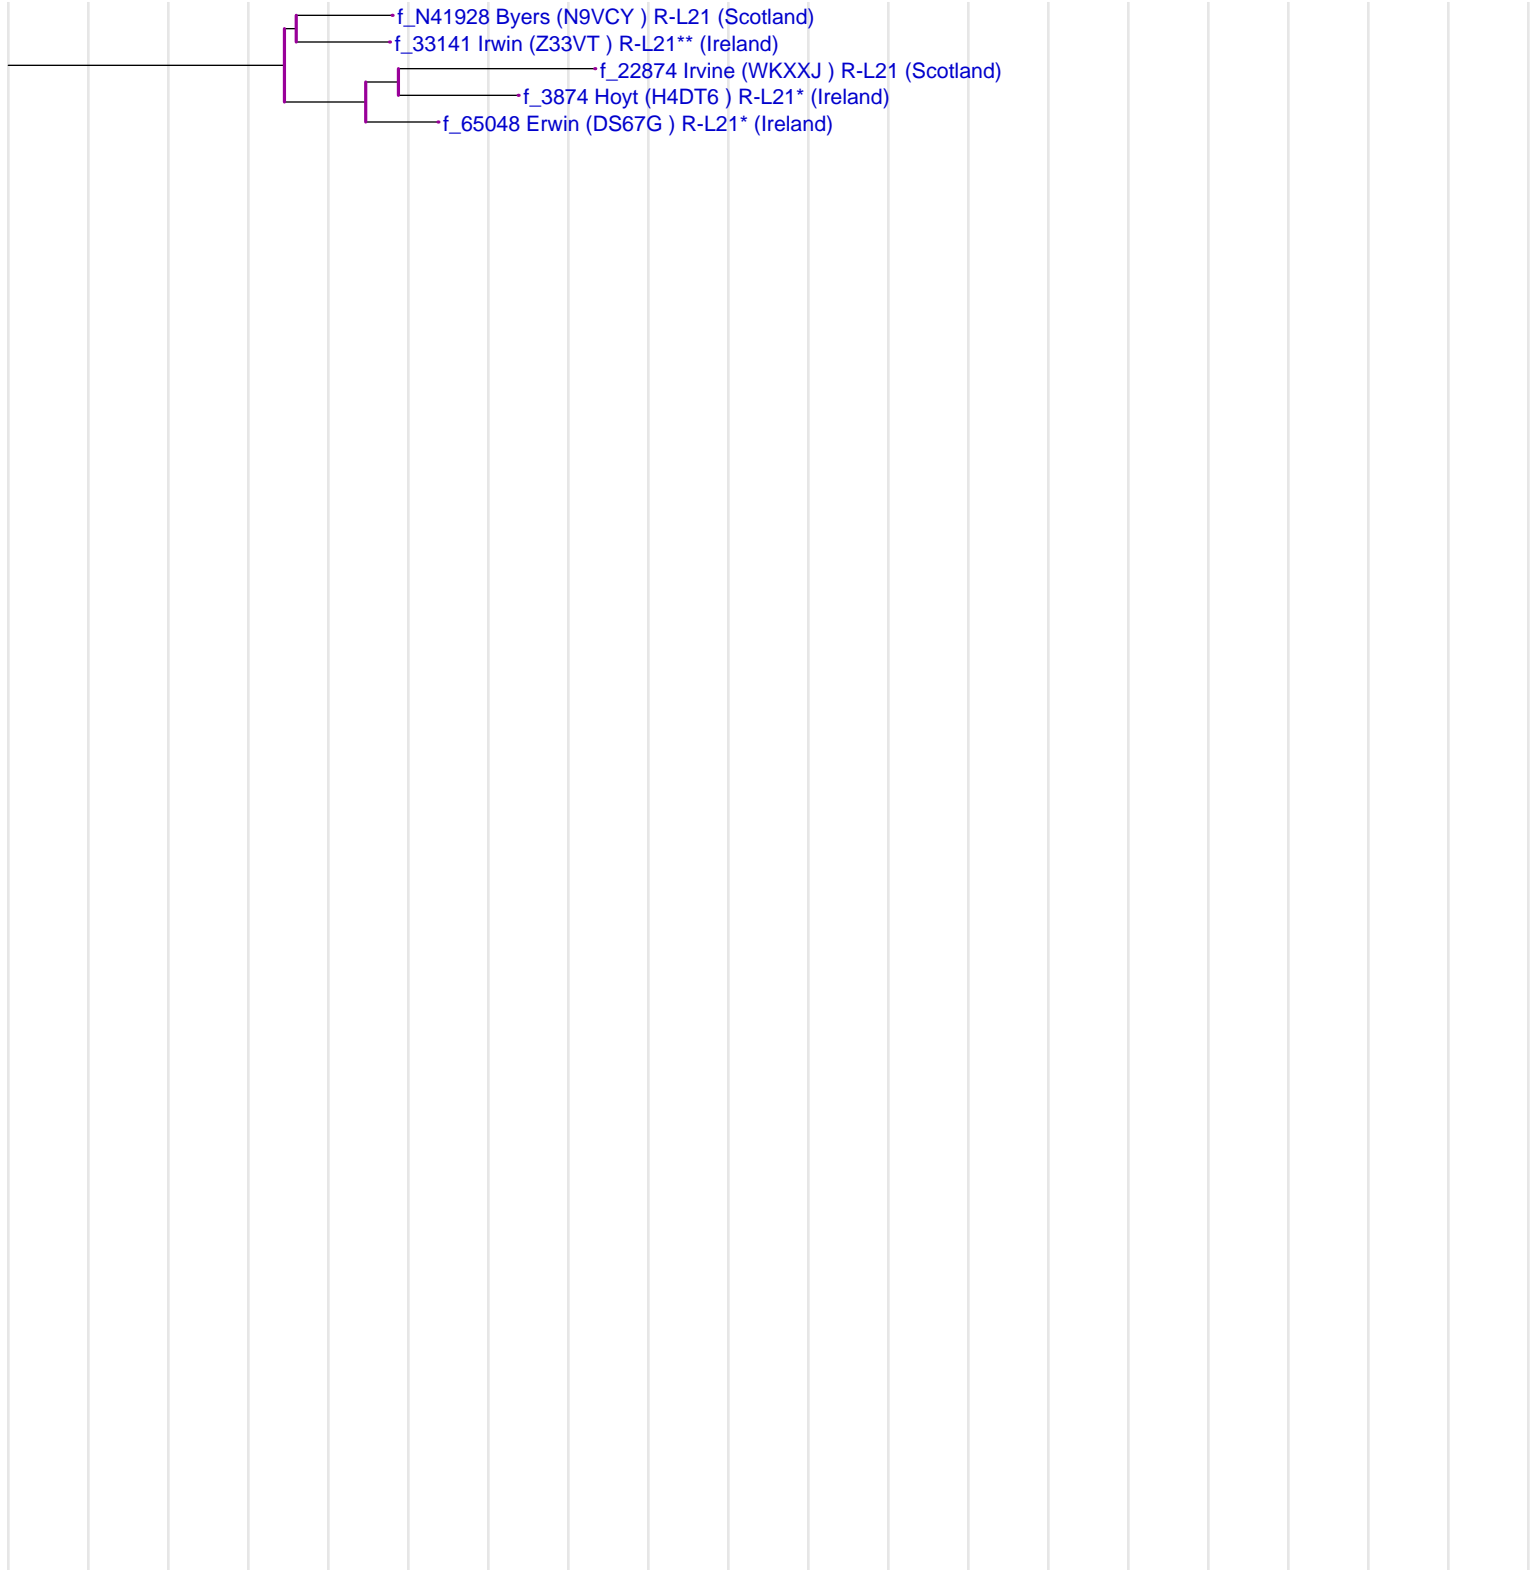 f_N41928 Byers (N9VCY ) R-L21 (Scotland)
f_33141 Irwin (Z33VT ) R-L21** (Ireland)
f_22874 Irvine (WKXXJ ) R-L21 (Scotland)
f_3874 Hoyt (H4DT6 ) R-L21* (Ireland)
f_65048 Erwin (DS67G ) R-L21* (Ireland)